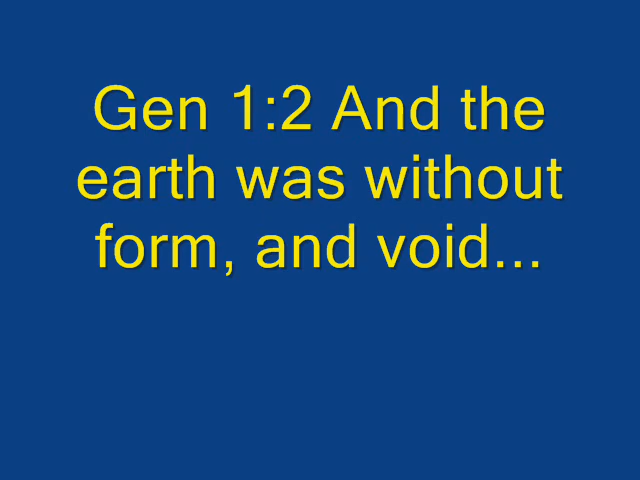 Gen 1:2 And the
earth was without
form, and void...